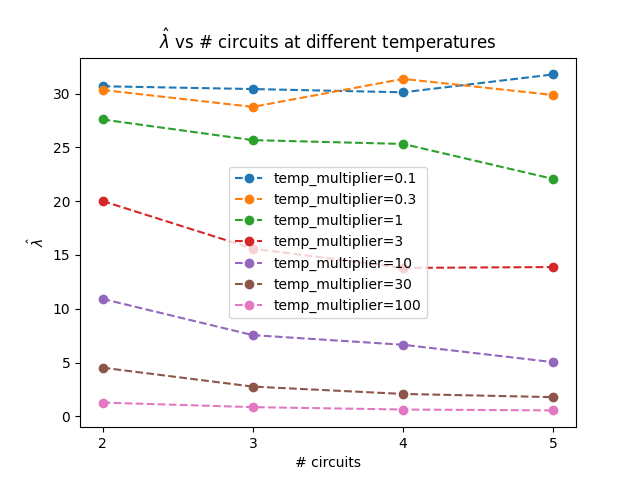 λ̂ vs # circuits at different temperatures
λ̂
30
25
20
15
10
5
0
temp_multiplier=0.1
temp_multiplier=0.3
temp_multiplier=1
temp_multiplier=3
temp_multiplier=10
temp_multiplier=30
temp_multiplier=100
2 3 4 5
# circuits